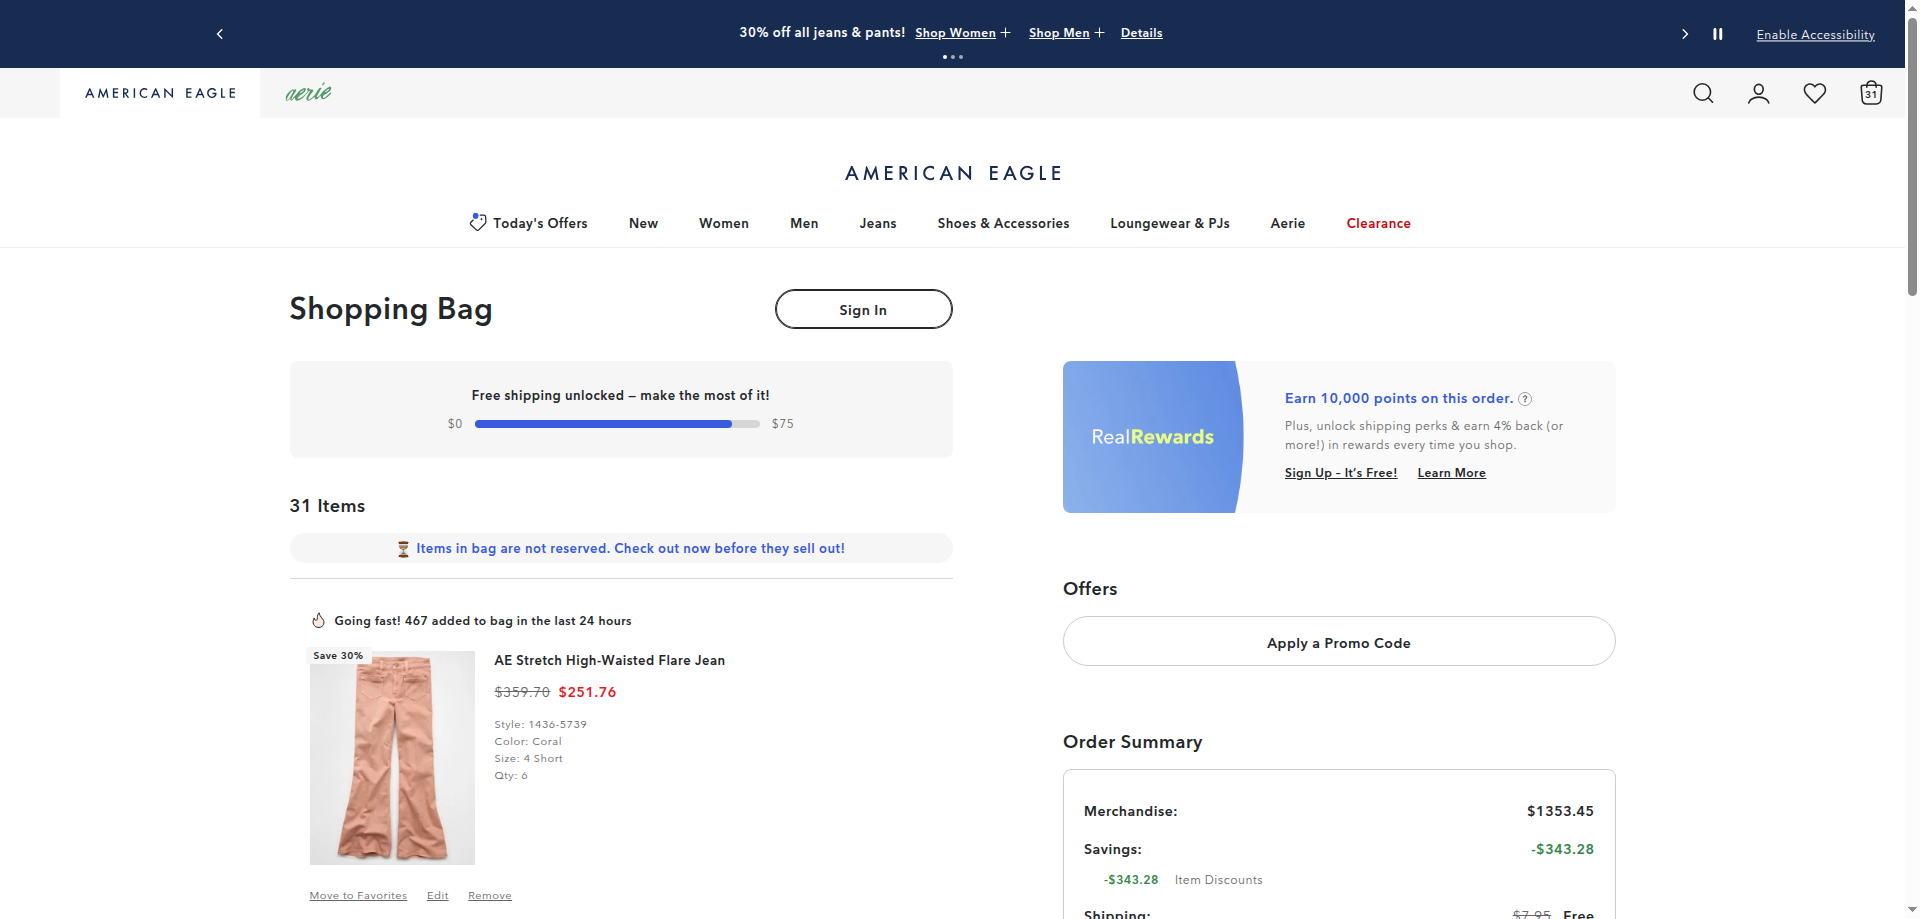 30% off all jeans & pants! Shop Women + Shop Men + Details
Enable Accessibility
AMERICAN EAGLE
aerie
31
AMERICAN EAGLE
Today's Offers
New
Women
Men
Jeans
Shoes & Accessories
Loungewear & PJs
Aerie
Clearance
Shopping Bag
Sign In
Free shipping unlocked – make the most of it!
$0
$75
31 Items
Items in bag are not reserved. Check out now before they sell out!
Going fast! 467 added to bag in the last 24 hours
Save 30%
AE Stretch High-Waisted Flare Jean
$359.70 $251.76
Style: 1436-5739
Color: Coral
Size: 4 Short
Qty: 6
Move to Favorites
Edit
Remove
RealRewards
Earn 10,000 points on this order. ?
Plus, unlock shipping perks & earn 4% back (or
more!) in rewards every time you shop.
Sign Up – It's Free!
Learn More
Offers
Apply a Promo Code
Order Summary
Merchandise: $1353.45
Savings: -$343.28
-$343.28 Item Discounts
Shipping: $7.95 Free